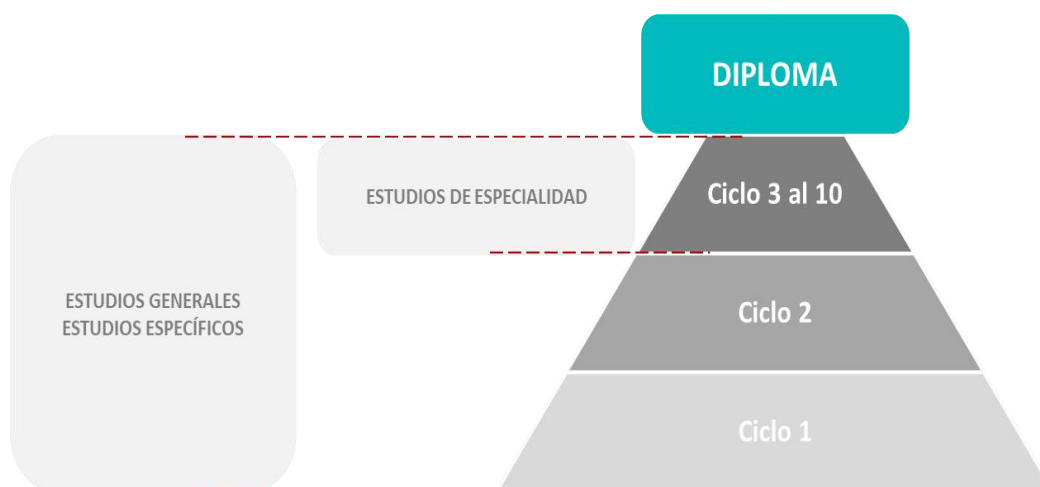 DIPLOMA
ESTUDIOS DE ESPECIALIDAD
Ciclo 3 al 10
ESTUDIOS GENERALES
ESTUDIOS ESPECÍFICOS
Ciclo 2
Ciclo 1